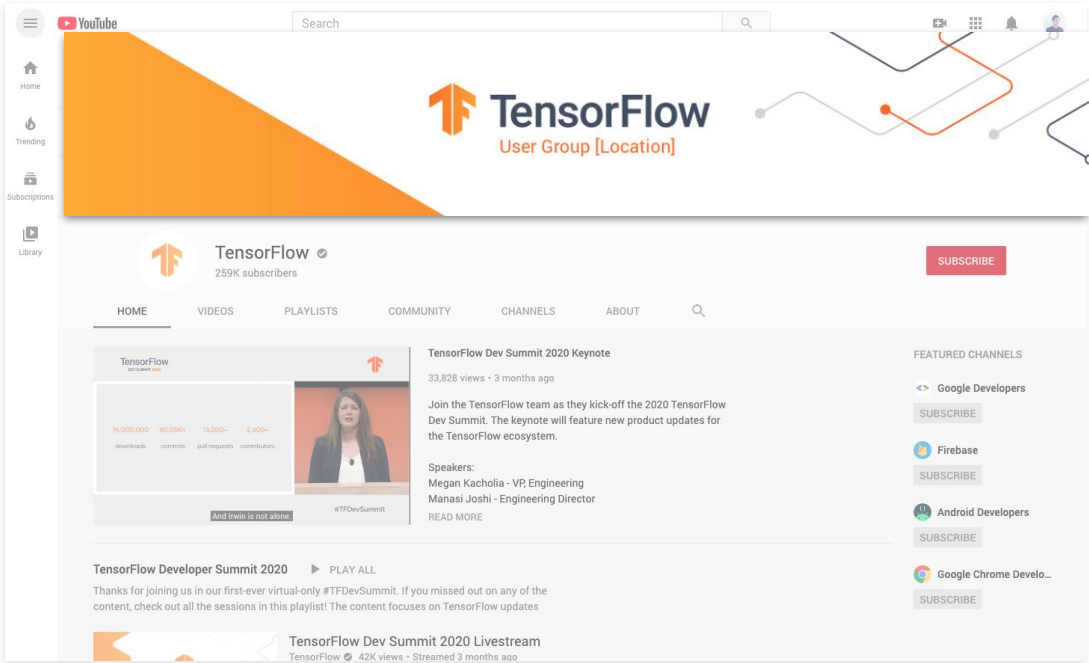 YouTube
Search
Home
Trending
Subscriptions
Library
TensorFlow
User Group [Location]
TensorFlow
259K subscribers
SUBSCRIBE
HOME VIDEOS PLAYLISTS COMMUNITY CHANNELS ABOUT
TensorFlow
DEV SUMMIT 2020
74,000,000 80,000+ 13,000+ 2,400+
downloads commits pull requests contributors
And Irwin is not alone.
#TFDevSummit
TensorFlow Dev Summit 2020 Keynote
33,828 views • 3 months ago
Join the TensorFlow team as they kick-off the 2020 TensorFlow
Dev Summit. The keynote will feature new product updates for
the TensorFlow ecosystem.
Speakers:
Megan Kacholia - VP, Engineering
Manasi Joshi - Engineering Director
READ MORE
FEATURED CHANNELS
Google Developers
SUBSCRIBE
Firebase
SUBSCRIBE
Android Developers
SUBSCRIBE
Google Chrome Develo...
SUBSCRIBE
TensorFlow Developer Summit 2020 PLAY ALL
Thanks for joining us in our first-ever virtual-only #TFDevSummit. If you missed out on any of the
content, check out all the sessions in this playlist! The content focuses on TensorFlow updates
TensorFlow Dev Summit 2020 Livestream
TensorFlow 42K views • Streamed 3 months ago